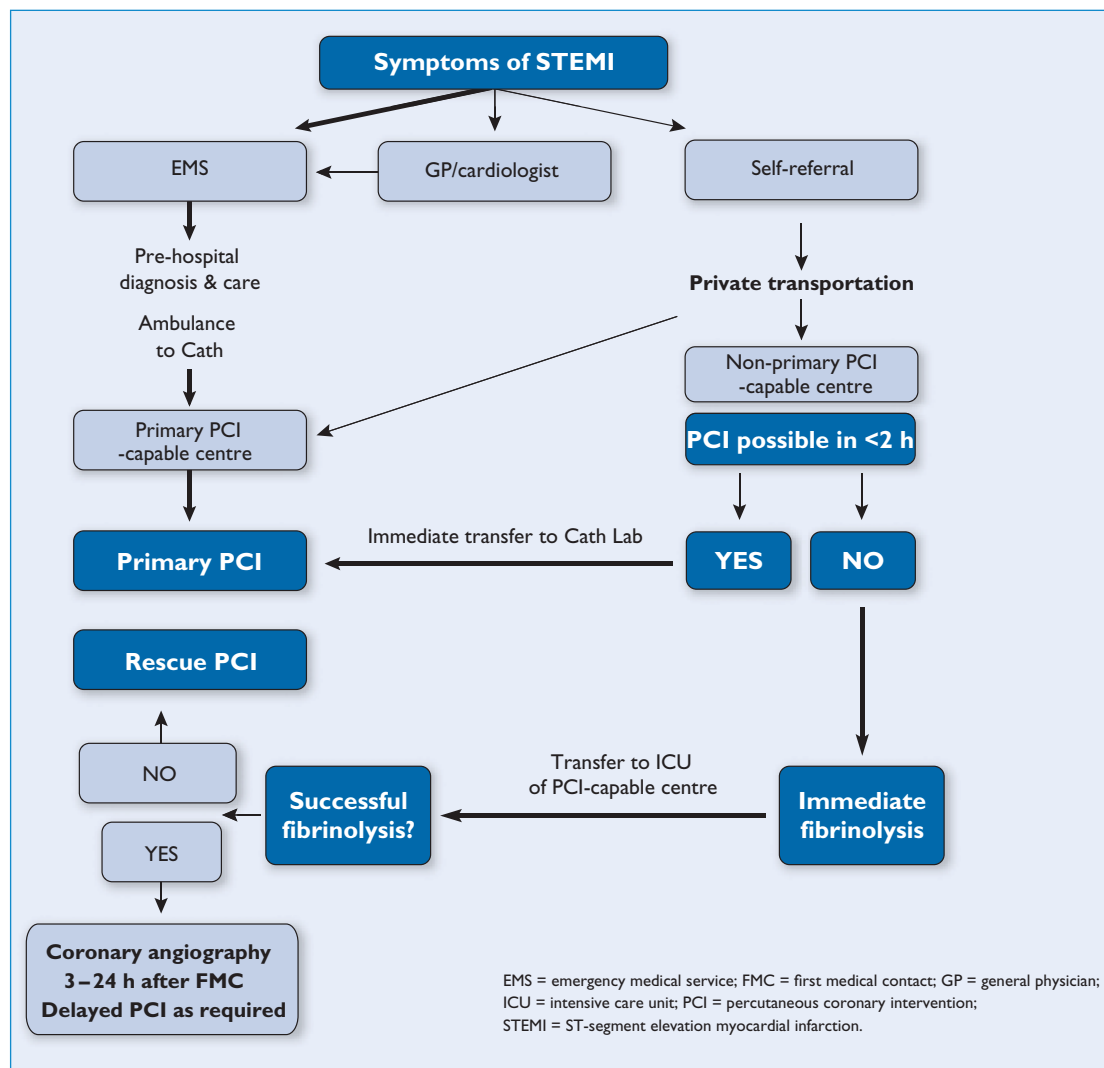 Symptoms of STEMI
EMS
GP/cardiologist
Self-referral
Pre-hospital
diagnosis & care
Private transportation
Ambulance
to Cath
Non-primary PCI
-capable centre
Primary PCI
-capable centre
PCI possible in <2 h
Immediate transfer to Cath Lab
Primary PCI
YES
NO
Rescue PCI
NO
Transfer to ICU
of PCI-capable centre
Successful
fibrinolysis?
Immediate
fibrinolysis
YES
Coronary angiography
3–24 h after FMC
Delayed PCI as required
EMS = emergency medical service; FMC = first medical contact; GP = general physician;
ICU = intensive care unit; PCI = percutaneous coronary intervention;
STEMI = ST-segment elevation myocardial infarction.